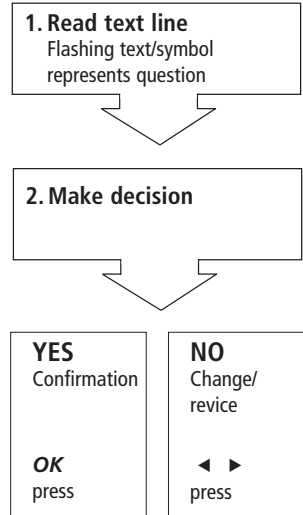 1. Read text line
Flashing text/symbol
represents question
2. Make decision
YES
Confirmation
OK
press
NO
Change/
revice
◄ ►
press